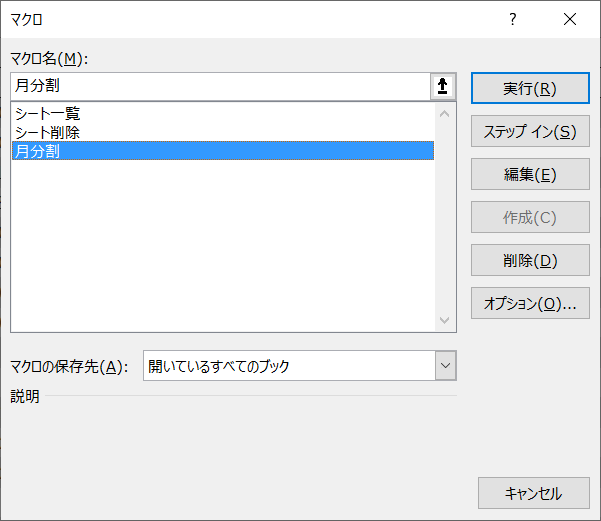 マクロ
マクロ名(M):
月分割
シート一覧
シート削除
月分割
実行(R)
ステップ イン(S)
編集(E)
作成(C)
削除(D)
オプション(O)...
マクロの保存先(A):
開いているすべてのブック
説明
キャンセル